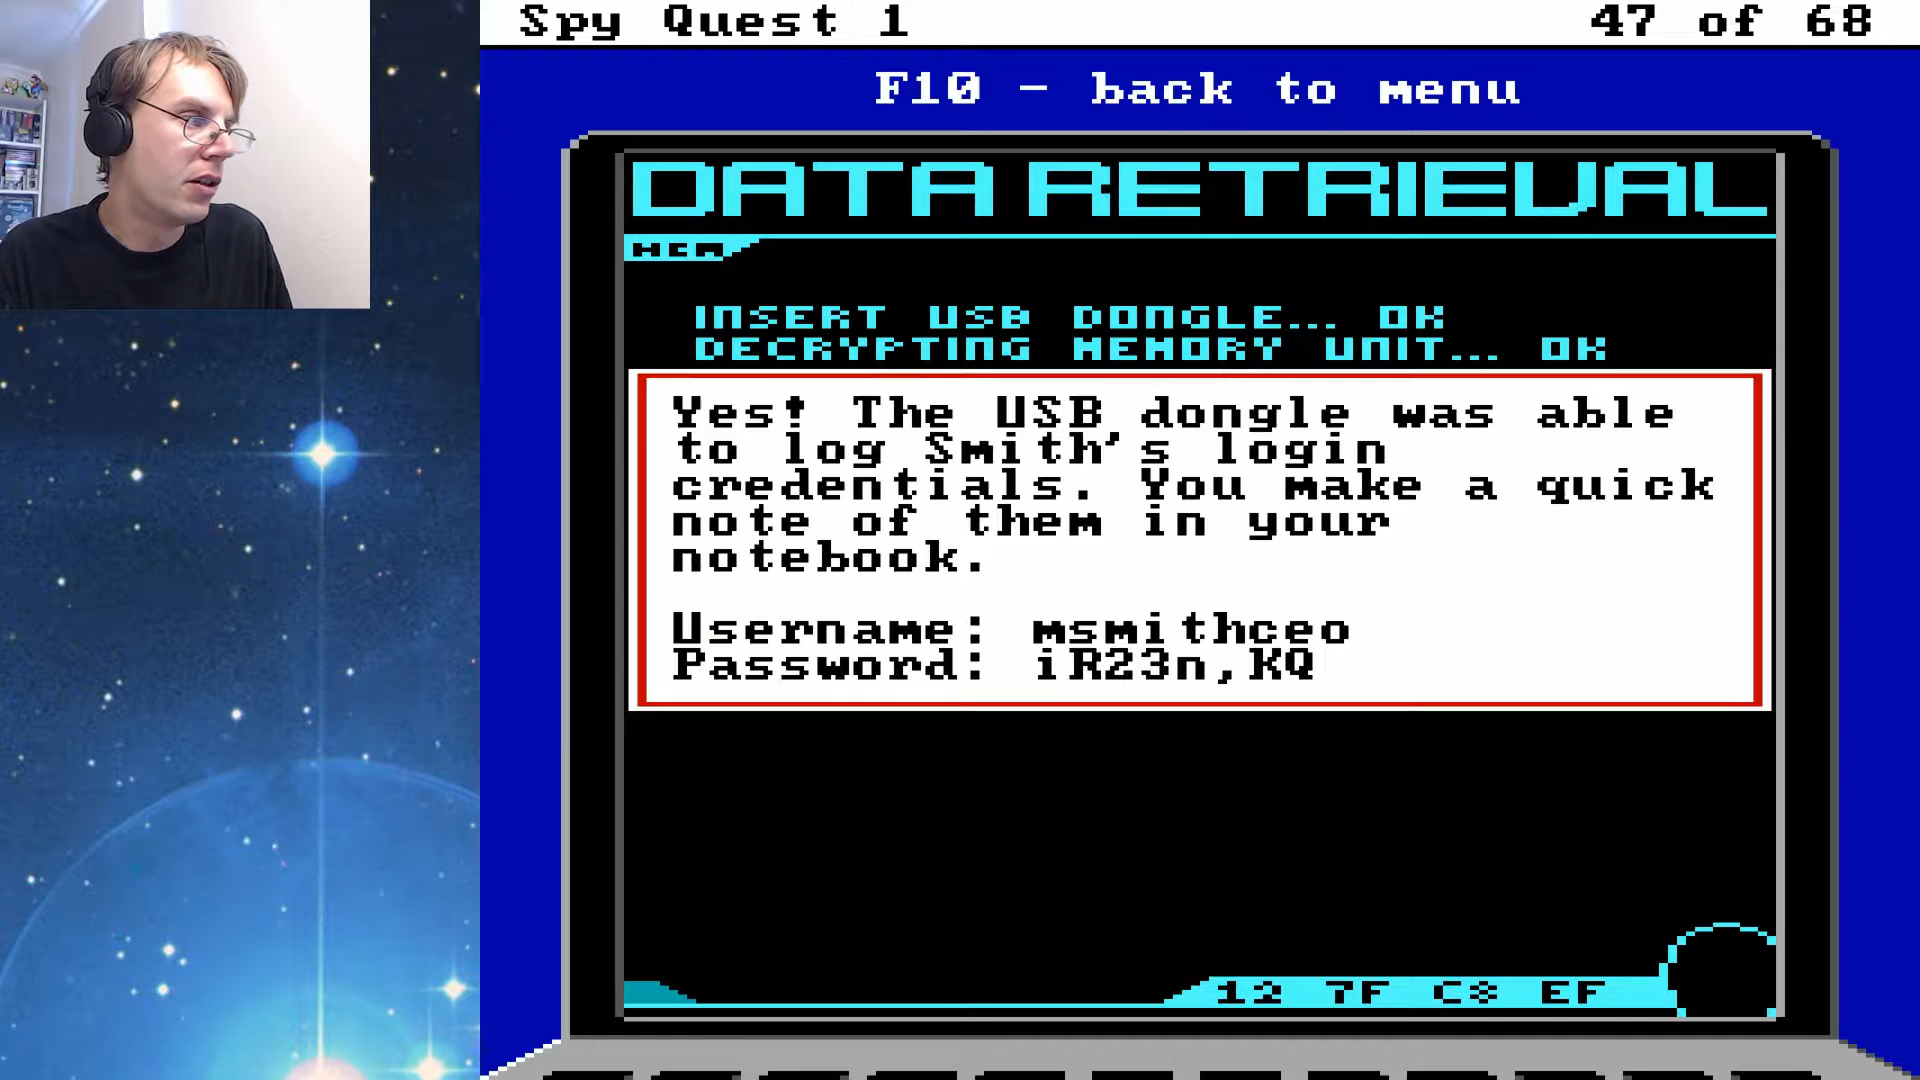 Spy Quest 1 47 of 68
F10 - back to menu
DATA RETRIEVAL
MEM
INSERT USB DONGLE... OK
DECRYPTING MEMORY UNIT... OK
Yes! The USB dongle was able
to log Smith's login
credentials. You make a quick
note of them in your
notebook.
Username: msmithceo
Password: iR23n,KQ
12 7F C8 EF